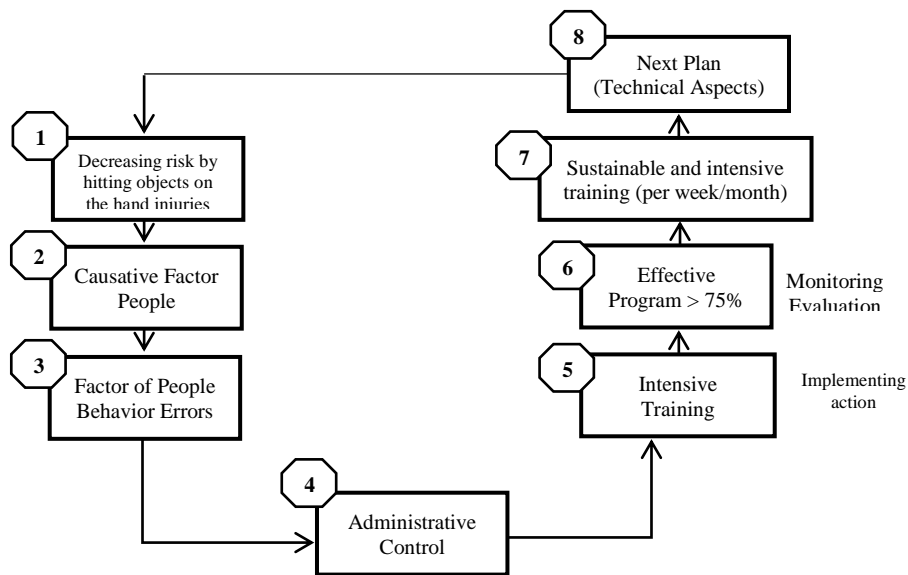 1
Decreasing risk by
hitting objects on
the hand injuries
2
Causative Factor
People
3
Factor of People
Behavior Errors
4
Administrative
Control
5
Intensive
Training
Implementing
action
6
Effective
Program > 75%
Monitoring
Evaluation
7
Sustainable and intensive
training (per week/month)
8
Next Plan
(Technical Aspects)